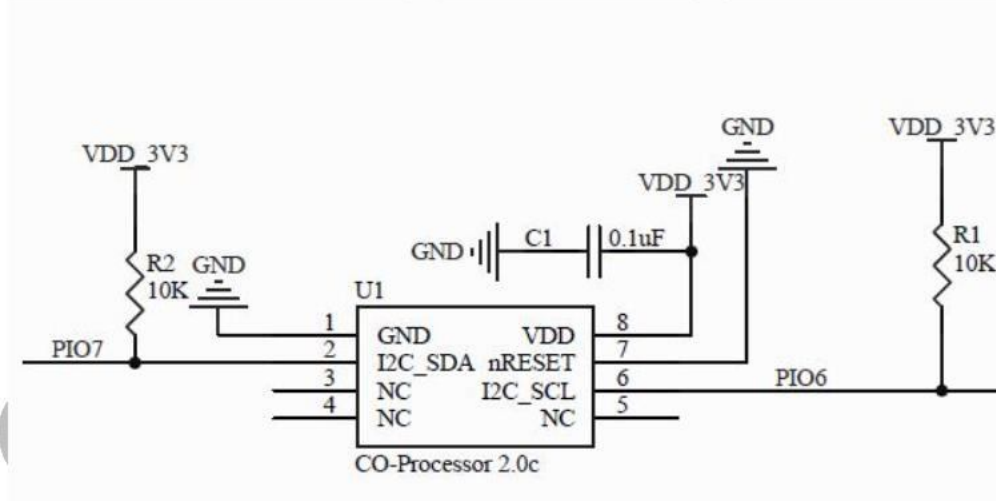 VDD_3V3
R2
10K
GND
PIO7
GND
C1
0.1uF
VDD_3V3
GND
VDD_3V3
R1
10K
U1
1
GND
VDD
8
2
I2C_SDA
nRESET
7
3
NC
I2C_SCL
6
PIO6
4
NC
NC
5
CO-Processor 2.0c